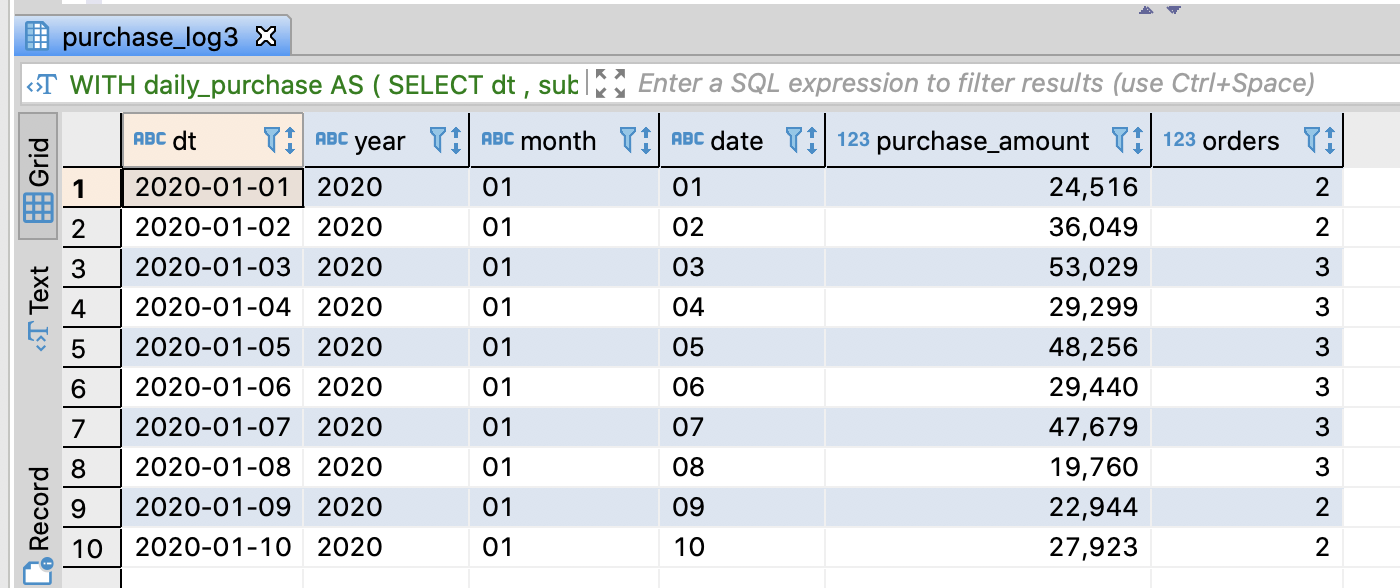 purchase_log3
WITH daily_purchase AS ( SELECT dt , sub Enter a SQL expression to filter results (use Ctrl+Space)
Grid
Text
Record
ABC dt ABC year ABC month ABC date 123 purchase_amount 123 orders
1 2020-01-01 2020 01 01 24,516 2
2 2020-01-02 2020 01 02 36,049 2
3 2020-01-03 2020 01 03 53,029 3
4 2020-01-04 2020 01 04 29,299 3
5 2020-01-05 2020 01 05 48,256 3
6 2020-01-06 2020 01 06 29,440 3
7 2020-01-07 2020 01 07 47,679 3
8 2020-01-08 2020 01 08 19,760 3
9 2020-01-09 2020 01 09 22,944 2
10 2020-01-10 2020 01 10 27,923 2